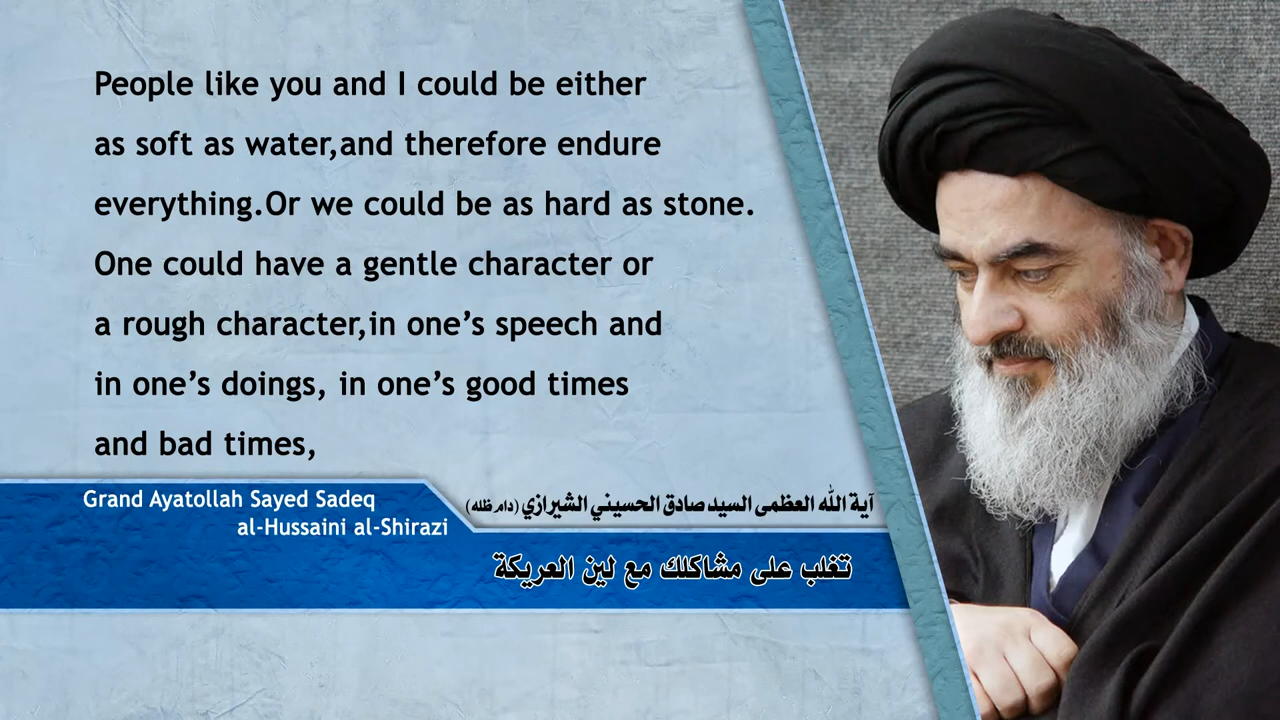 People like you and I could be either
as soft as water,and therefore endure
everything.Or we could be as hard as stone.
One could have a gentle character or
a rough character,in one’s speech and
in one’s doings, in one’s good times
and bad times,
Grand Ayatollah Sayed Sadeq
al-Hussaini al-Shirazi
آية الله العظمى السيد صادق الحسيني الشيرازي (دام ظله)
تغلب على مشاكلك مع لين العريكة